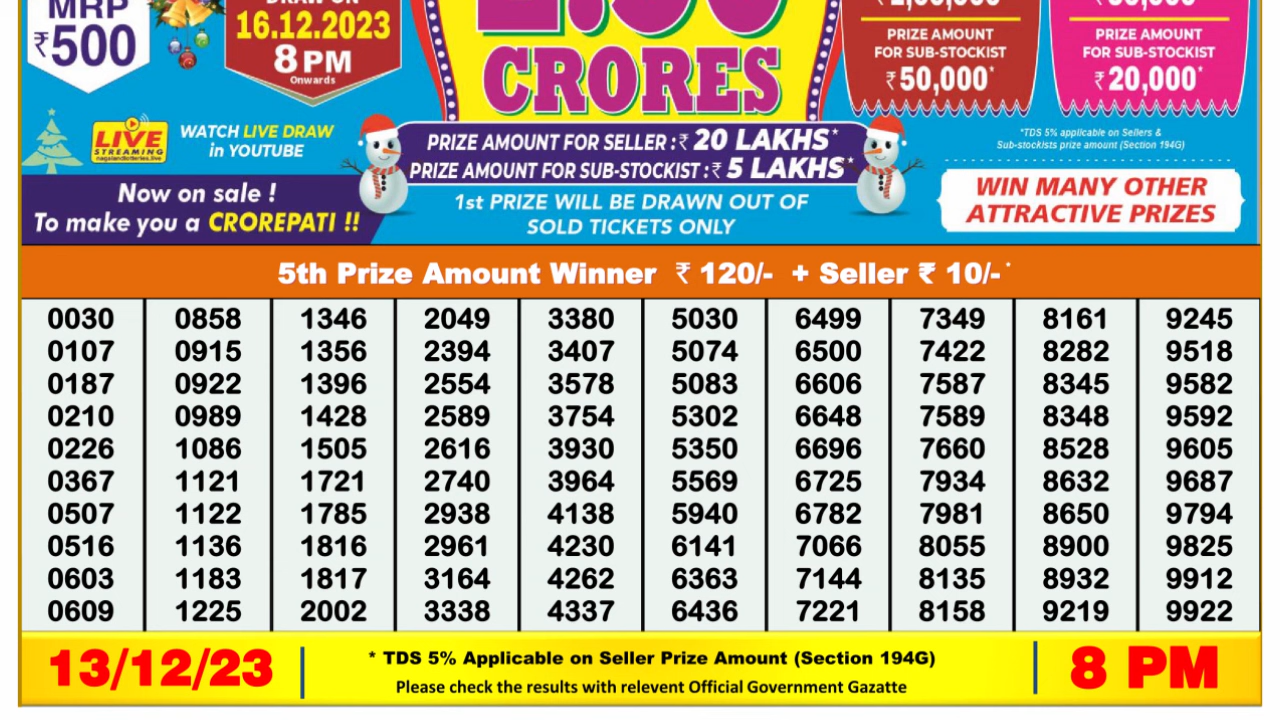 MRP
₹500
DRAW ON
16.12.2023
8 PM
Onwards
CRORES
PRIZE AMOUNT
FOR SUB-STOCKIST
₹ 50,000*
PRIZE AMOUNT
FOR SUB-STOCKIST
₹ 20,000*
LIVE
STREAMING
nagalandlotteries.live
WATCH LIVE DRAW
in YOUTUBE
PRIZE AMOUNT FOR SELLER :₹ 20 LAKHS*
PRIZE AMOUNT FOR SUB-STOCKIST :₹ 5 LAKHS*
*TDS 5% applicable on Sellers &
Sub-stockists prize amount (Section 194G)
Now on sale !
To make you a CROREPATI !!
1st PRIZE WILL BE DRAWN OUT OF
SOLD TICKETS ONLY
WIN MANY OTHER
ATTRACTIVE PRIZES
5th Prize Amount Winner ₹ 120/- + Seller ₹ 10/-*
0030 0858 1346 2049 3380 5030 6499 7349 8161 9245
0107 0915 1356 2394 3407 5074 6500 7422 8282 9518
0187 0922 1396 2554 3578 5083 6606 7587 8345 9582
0210 0989 1428 2589 3754 5302 6648 7589 8348 9592
0226 1086 1505 2616 3930 5350 6696 7660 8528 9605
0367 1121 1721 2740 3964 5569 6725 7934 8632 9687
0507 1122 1785 2938 4138 5940 6782 7981 8650 9794
0516 1136 1816 2961 4230 6141 7066 8055 8900 9825
0603 1183 1817 3164 4262 6363 7144 8135 8932 9912
0609 1225 2002 3338 4337 6436 7221 8158 9219 9922
13/12/23
* TDS 5% Applicable on Seller Prize Amount (Section 194G)
Please check the results with relevent Official Government Gazatte
8 PM